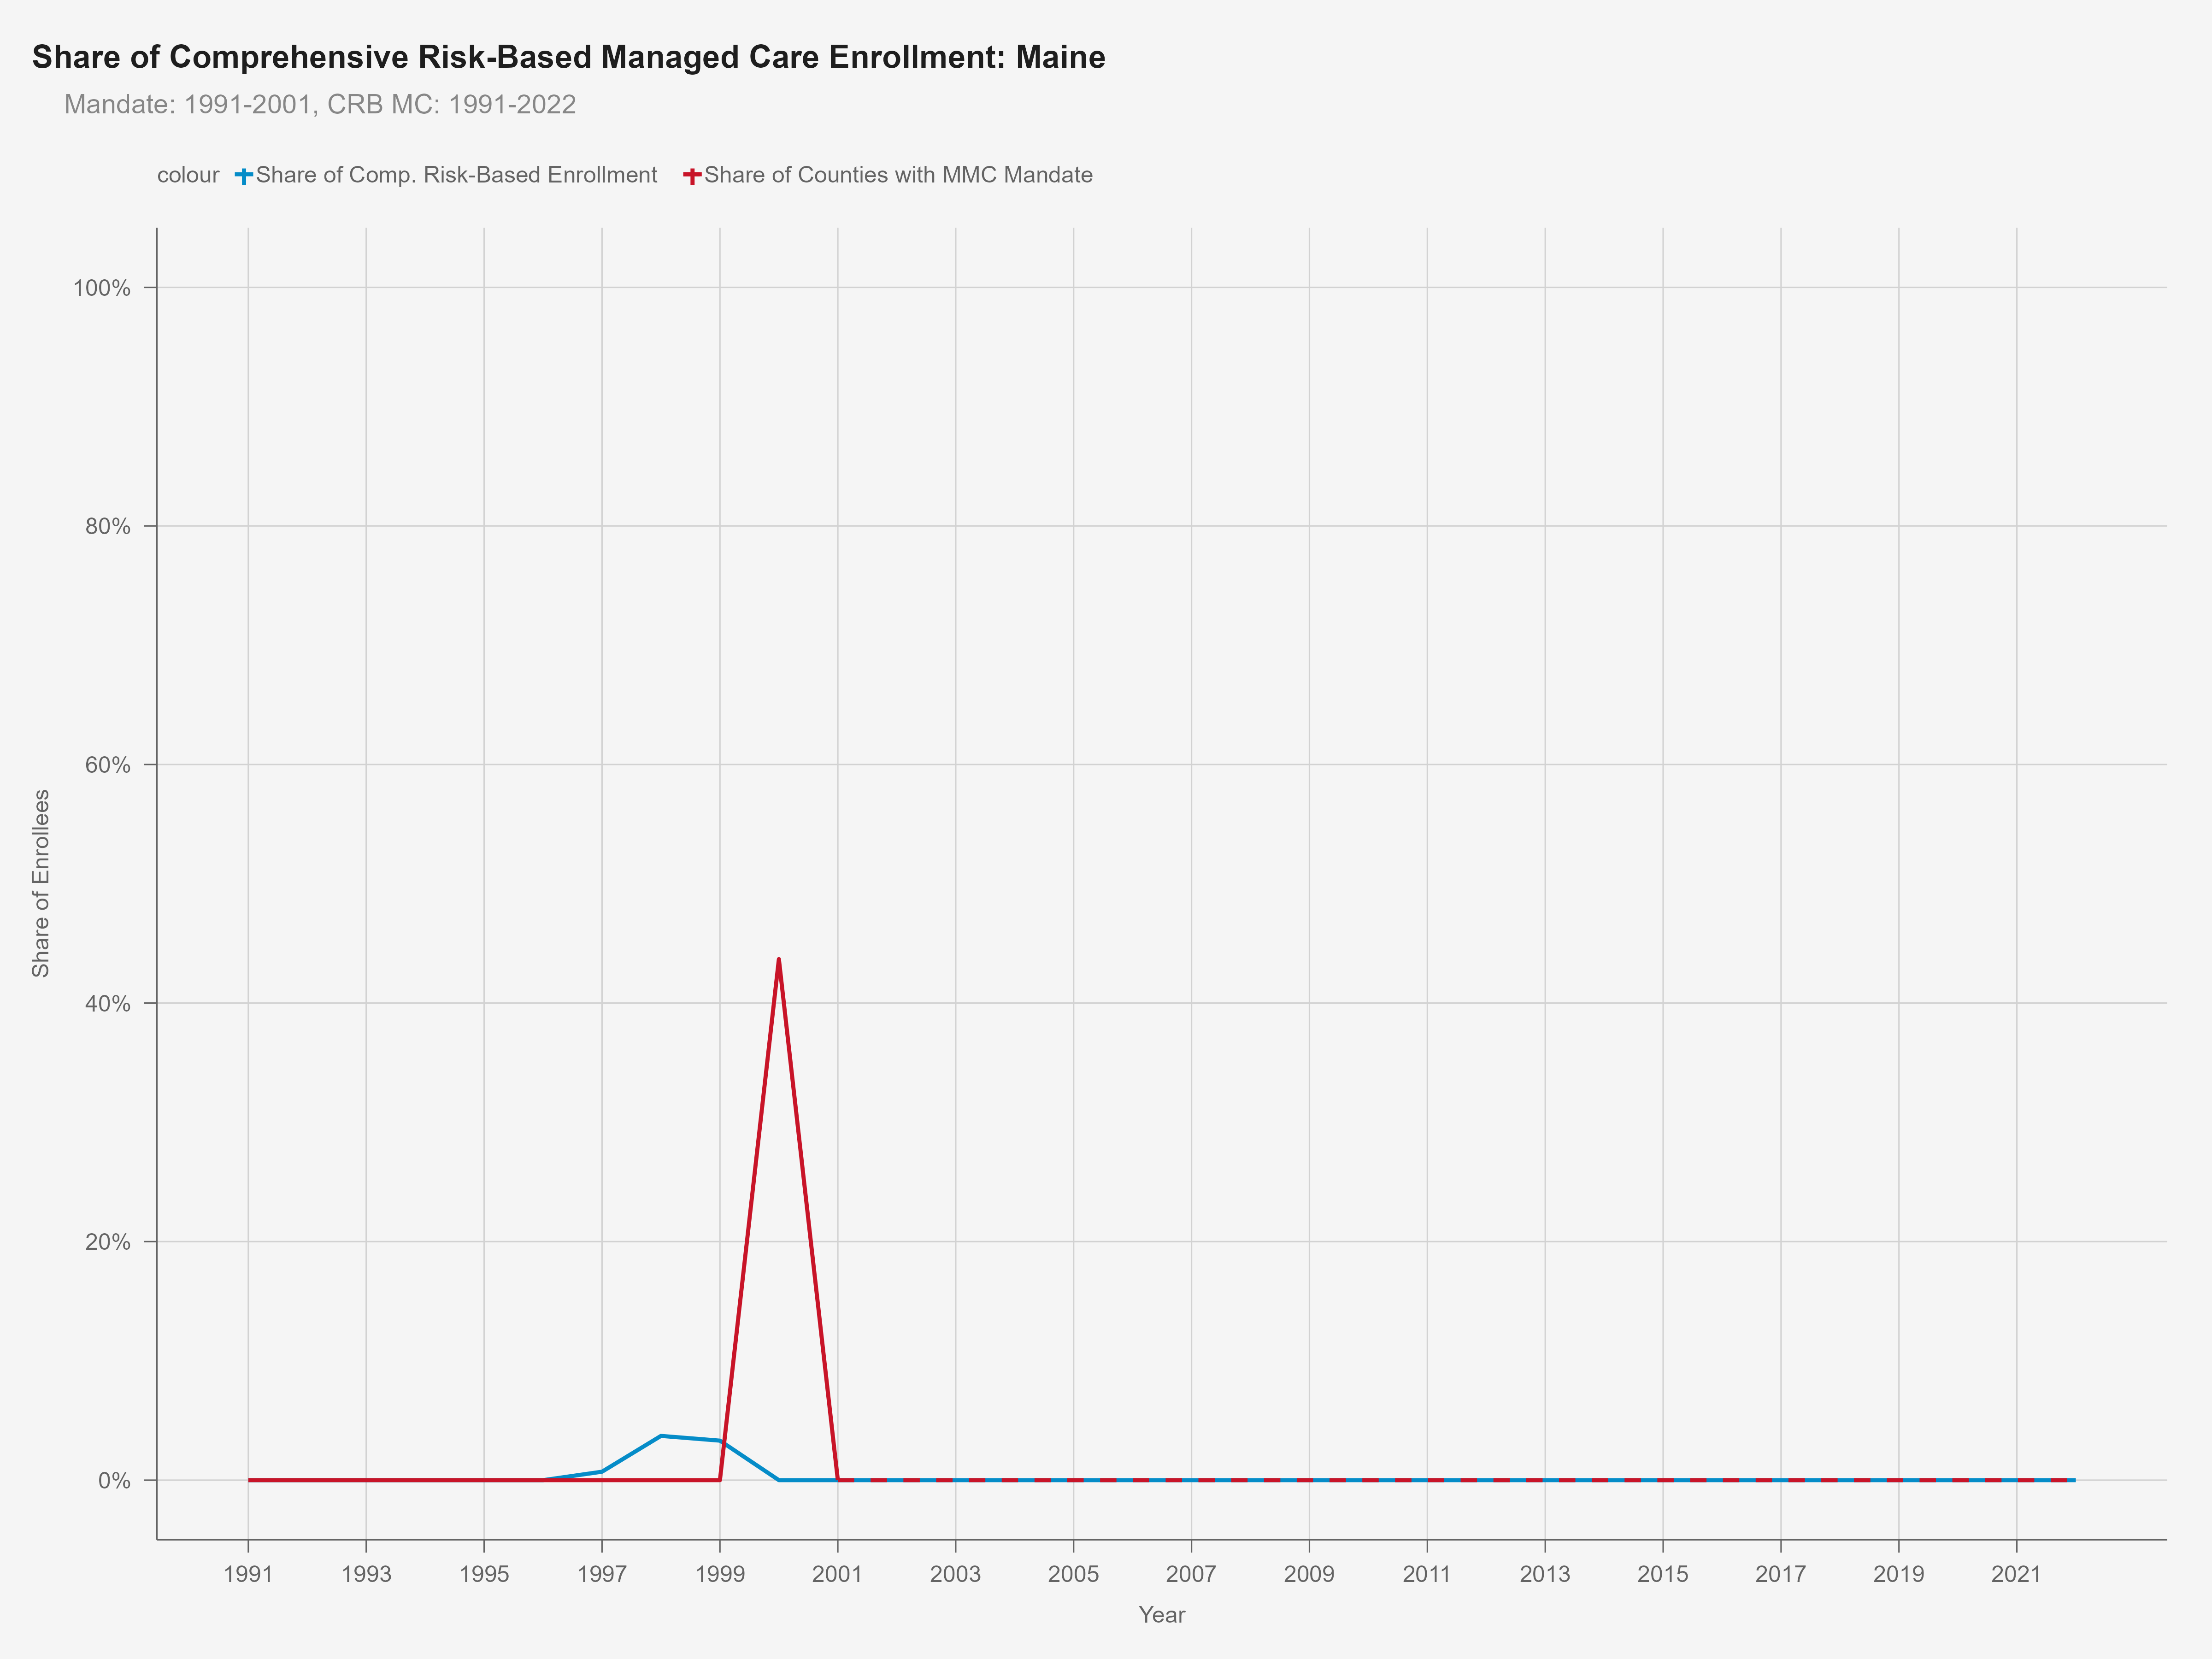 Share of Comprehensive Risk-Based Managed Care Enrollment: Maine
Mandate: 1991-2001, CRB MC: 1991-2022
colour Share of Comp. Risk-Based Enrollment Share of Counties with MMC Mandate
100%
80%
60%
40%
20%
0%
Share of Enrollees
1991 1993 1995 1997 1999 2001 2003 2005 2007 2009 2011 2013 2015 2017 2019 2021
Year